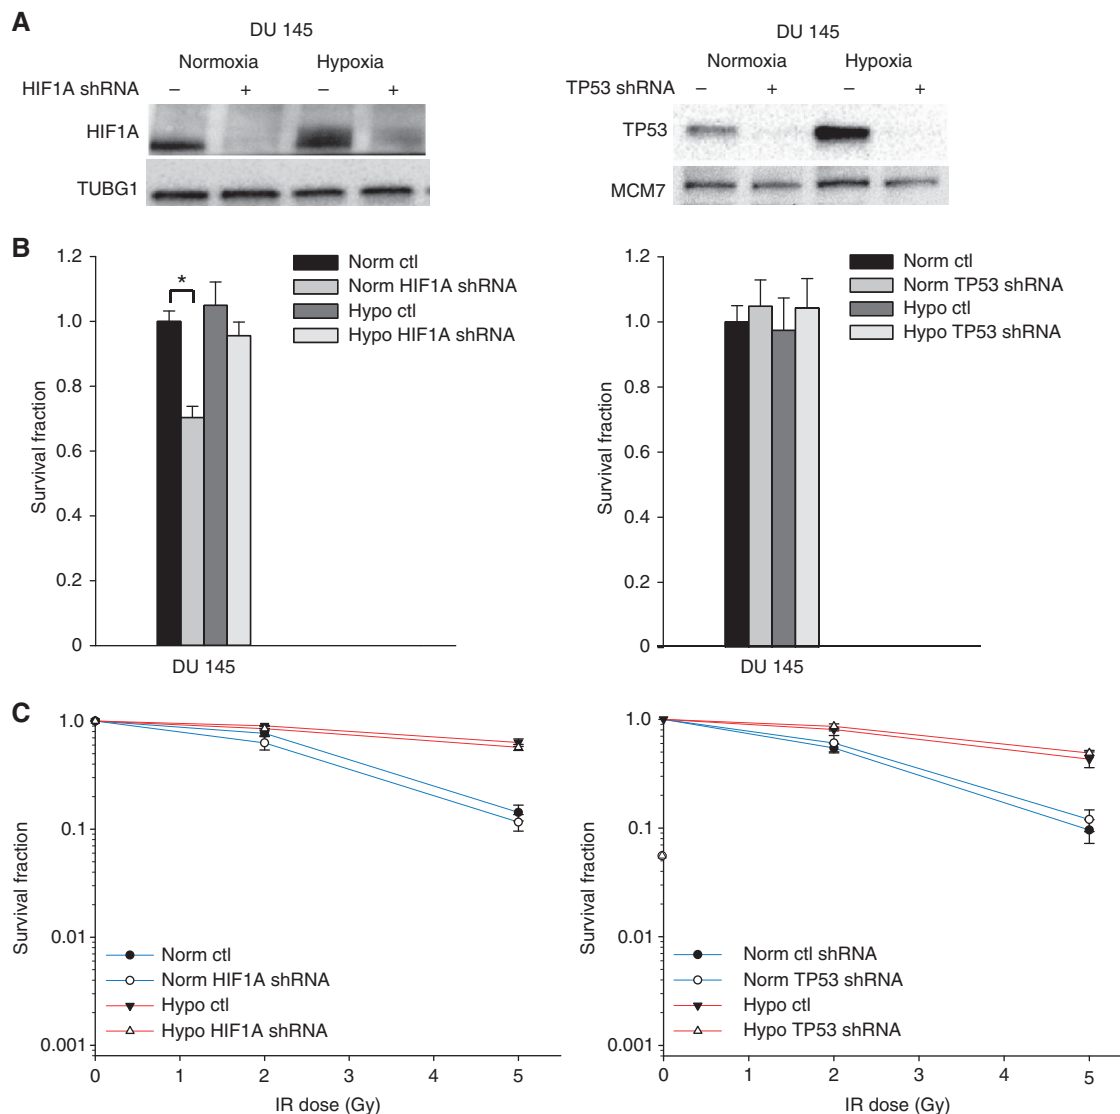 A
DU 145
Normoxia Hypoxia
HIF1A shRNA – + – +
HIF1A
TUBG1
DU 145
Normoxia Hypoxia
TP53 shRNA – + – +
TP53
MCM7
B
Survival fraction
1.2
1.0
0.8
0.6
0.4
0.2
0
*
Norm ctl
Norm HIF1A shRNA
Hypo ctl
Hypo HIF1A shRNA
DU 145
Survival fraction
1.2
1.0
0.8
0.6
0.4
0.2
0
Norm ctl
Norm TP53 shRNA
Hypo ctl
Hypo TP53 shRNA
DU 145
C
Survival fraction
1.0
0.1
0.01
0.001
Norm ctl
Norm HIF1A shRNA
Hypo ctl
Hypo HIF1A shRNA
0 1 2 3 4 5
IR dose (Gy)
Survival fraction
1.0
0.1
0.01
0.001
Norm ctl shRNA
Norm TP53 shRNA
Hypo ctl
Hypo TP53 shRNA
0 1 2 3 4 5
IR dose (Gy)